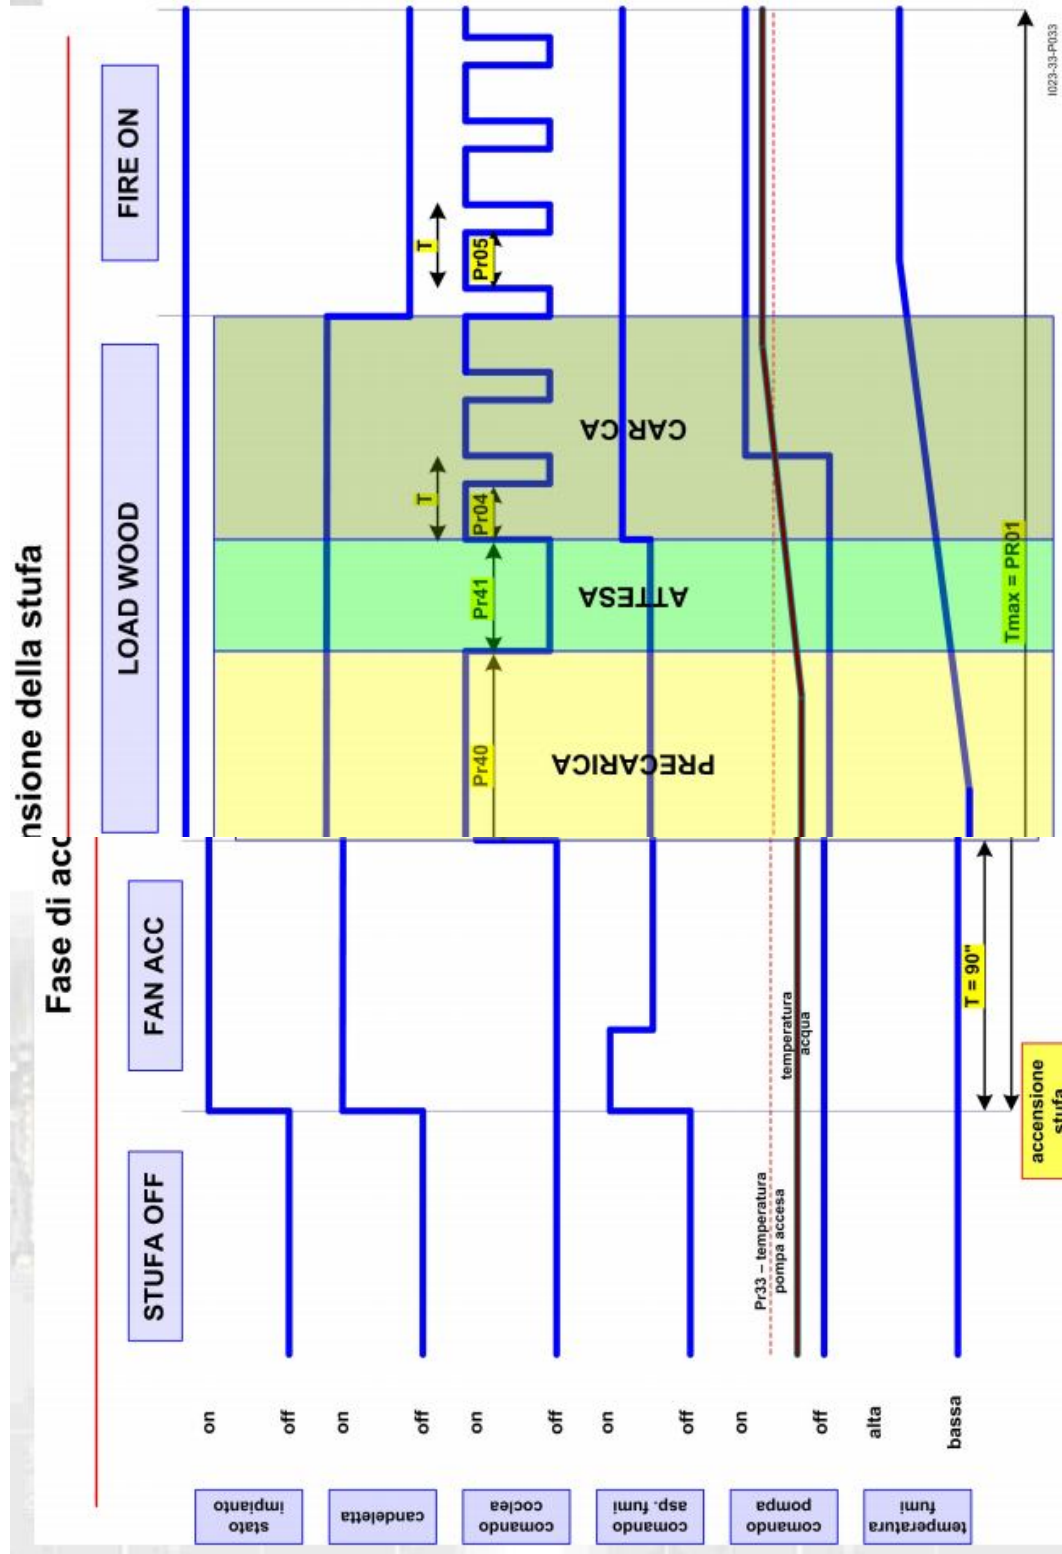 Fase di acc
nsione della stufa
STUFA OFF
FAN ACC
LOAD WOOD
FIRE ON
stato
impianto
on
off
candeletta
on
off
comando
coclea
on
off
Pr40
Pr41
Pr04
T
Pr05
T
comando
asp. fumi
on
off
PRECARICA
ATTESA
CARICA
comando
pompa
on
off
Pr33 – temperatura
pompa accesa
temperatura
acqua
temperatura
fumi
alta
bassa
T = 90"
Tmax = PR01
accensione
stufa
I023-33-P033